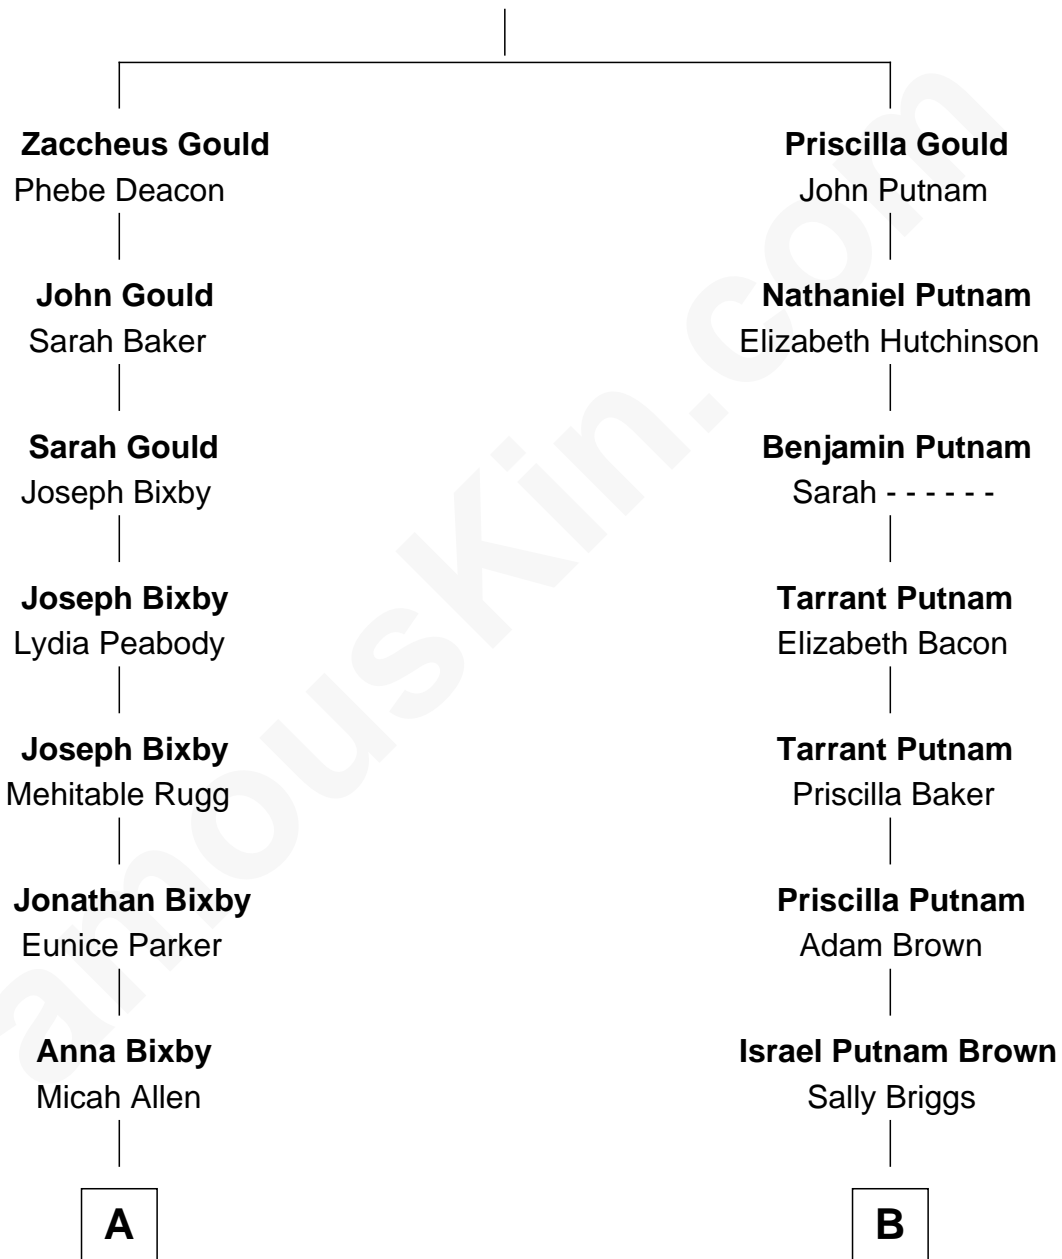 Zaccheus Gould
Phebe Deacon
John Gould
Sarah Baker
Sarah Gould
Joseph Bixby
Joseph Bixby
Lydia Peabody
Joseph Bixby
Mehitable Rugg
Jonathan Bixby
Eunice Parker
Anna Bixby
Micah Allen
A
Priscilla Gould
John Putnam
Nathaniel Putnam
Elizabeth Hutchinson
Benjamin Putnam
Sarah - - - - - -
Tarrant Putnam
Elizabeth Bacon
Tarrant Putnam
Priscilla Baker
Priscilla Putnam
Adam Brown
Israel Putnam Brown
Sally Briggs
B
amousKin.com